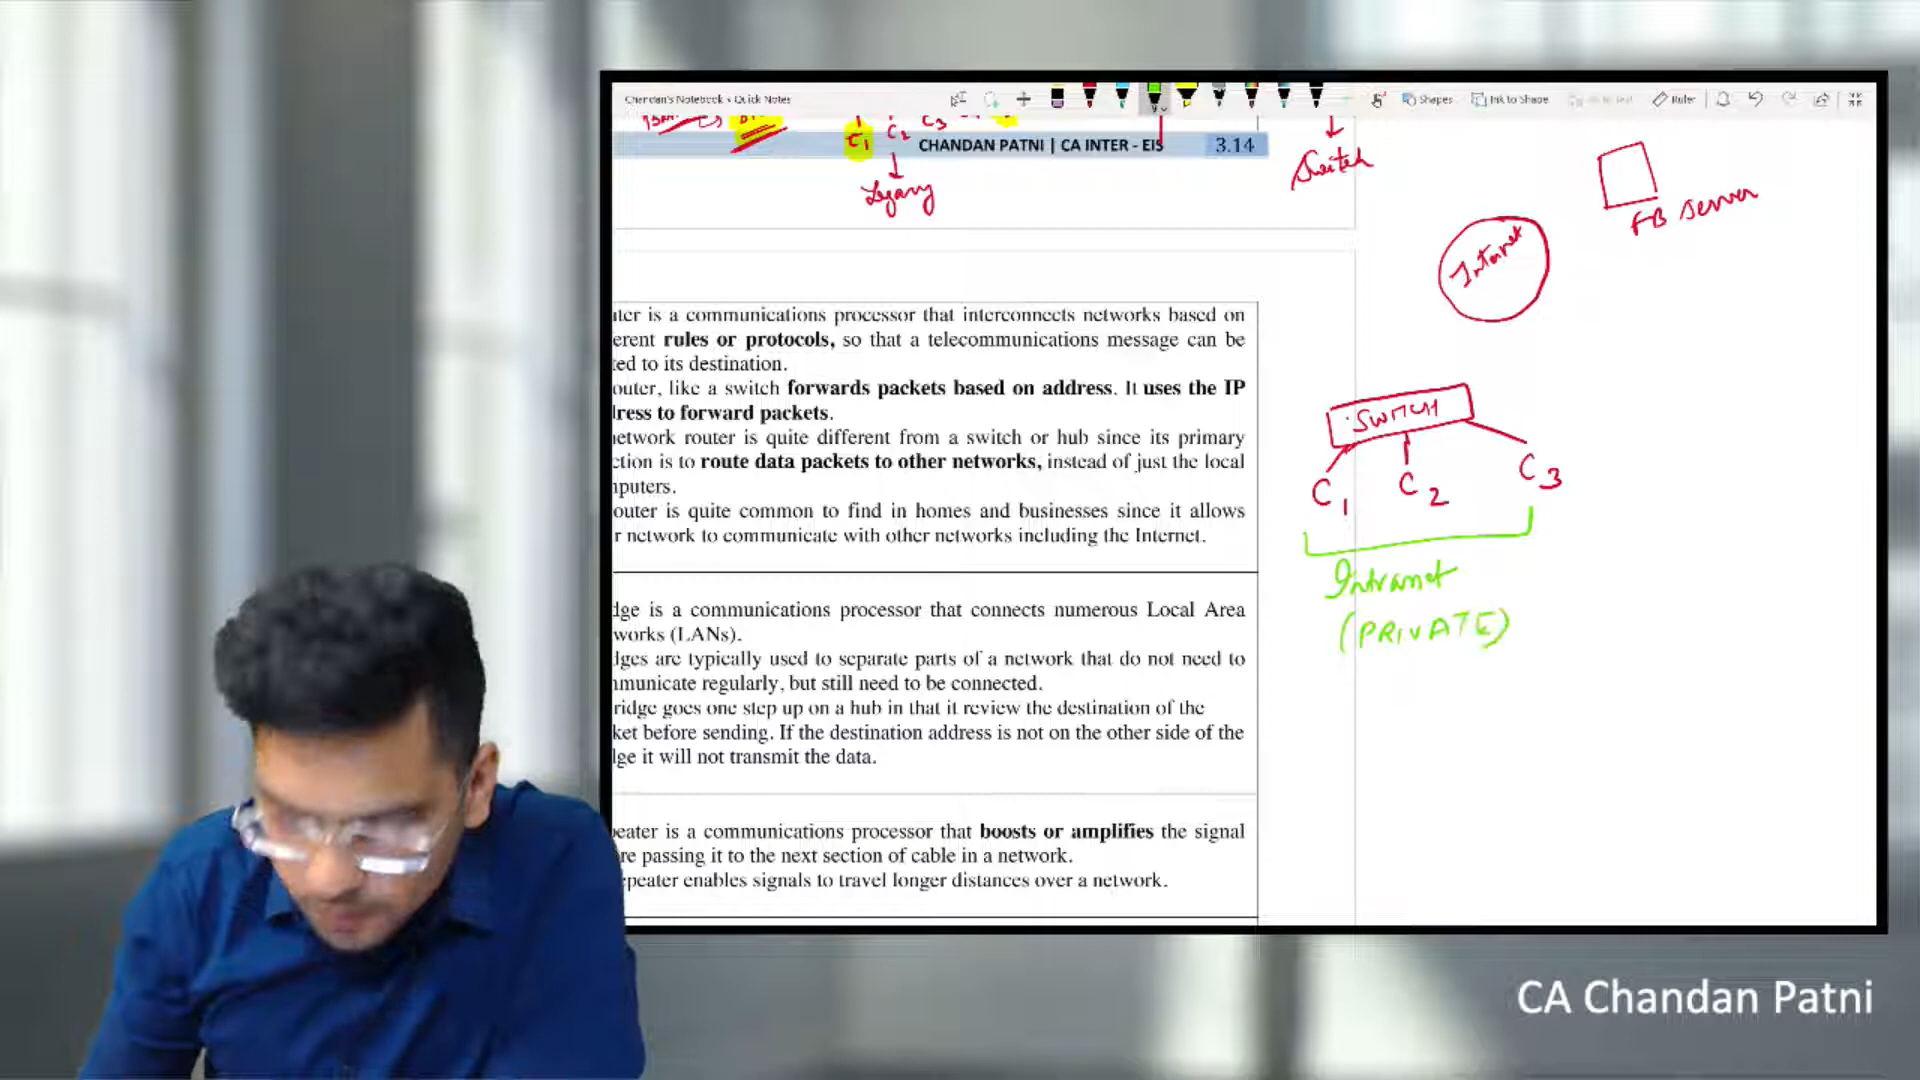 Chandan's Notebook › Quick Notes
Shapes
Ink to Shape
Ruler
C1 C2 C3
CHANDAN PATNI | CA INTER - EIS 3.14
Legary
Switch
FB Server
Internet
iter is a communications processor that interconnects networks based on
erent rules or protocols, so that a telecommunications message can be
ted to its destination.
outer, like a switch forwards packets based on address. It uses the IP
lress to forward packets.
network router is quite different from a switch or hub since its primary
ction is to route data packets to other networks, instead of just the local
nputers.
outer is quite common to find in homes and businesses since it allows
r network to communicate with other networks including the Internet.
SWITCH
C1 C2 C3
Intranet
(PRIVATE)
dge is a communications processor that connects numerous Local Area
works (LANs).
dges are typically used to separate parts of a network that do not need to
nmunicate regularly, but still need to be connected.
ridge goes one step up on a hub in that it review the destination of the
ket before sending. If the destination address is not on the other side of the
lge it will not transmit the data.
peater is a communications processor that boosts or amplifies the signal
re passing it to the next section of cable in a network.
epeater enables signals to travel longer distances over a network.
CA Chandan Patni